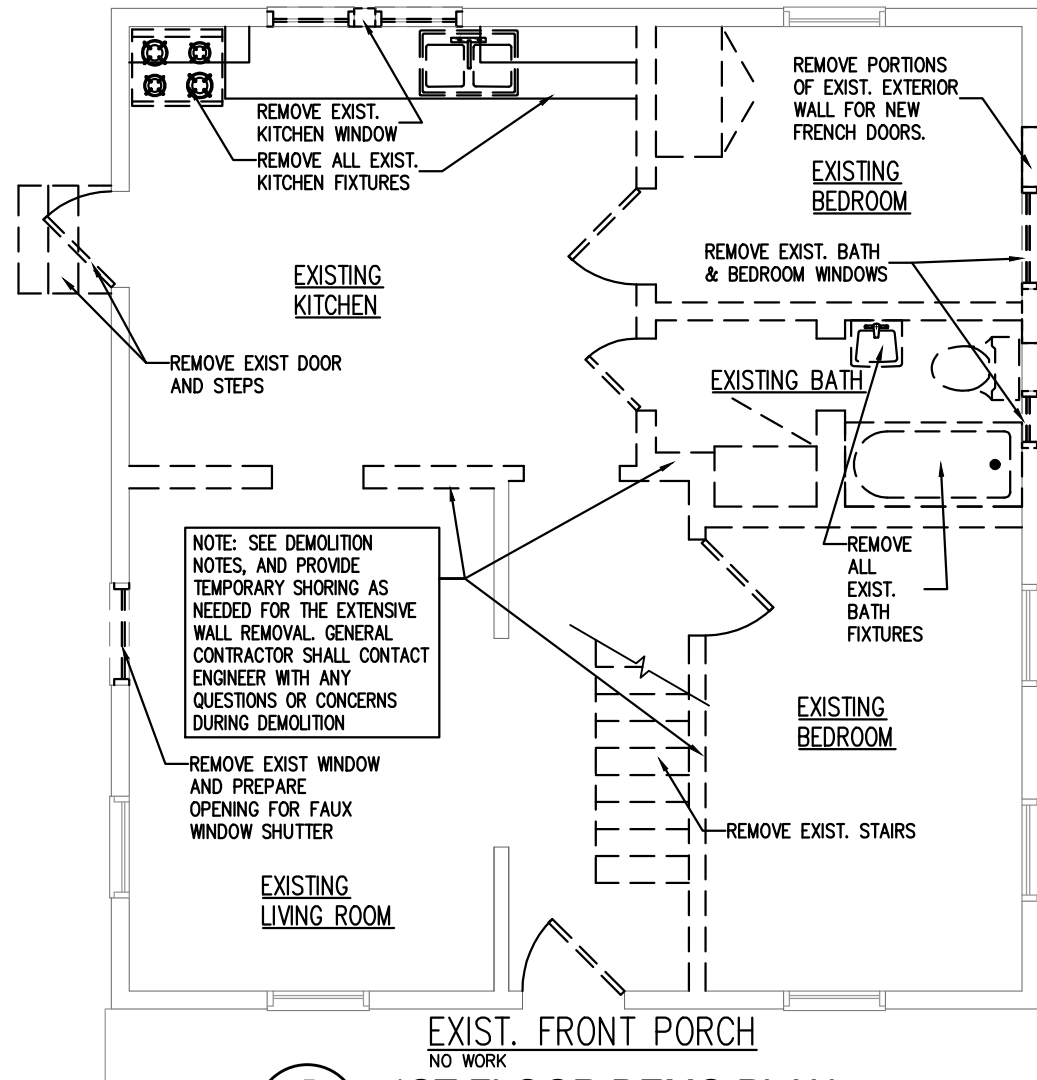 REMOVE EXIST.
KITCHEN WINDOW
REMOVE ALL EXIST.
KITCHEN FIXTURES
REMOVE PORTIONS
OF EXIST. EXTERIOR
WALL FOR NEW
FRENCH DOORS.
EXISTING
BEDROOM
REMOVE EXIST. BATH
& BEDROOM WINDOWS
EXISTING
KITCHEN
REMOVE EXIST DOOR
AND STEPS
EXISTING BATH
NOTE: SEE DEMOLITION
NOTES, AND PROVIDE
TEMPORARY SHORING AS
NEEDED FOR THE EXTENSIVE
WALL REMOVAL. GENERAL
CONTRACTOR SHALL CONTACT
ENGINEER WITH ANY
QUESTIONS OR CONCERNS
DURING DEMOLITION
REMOVE
ALL
EXIST.
BATH
FIXTURES
EXISTING
BEDROOM
REMOVE EXIST WINDOW
AND PREPARE
OPENING FOR FAUX
WINDOW SHUTTER
REMOVE EXIST. STAIRS
EXISTING
LIVING ROOM
EXIST. FRONT PORCH
NO WORK
1ST FLOOR DEMO PLAN